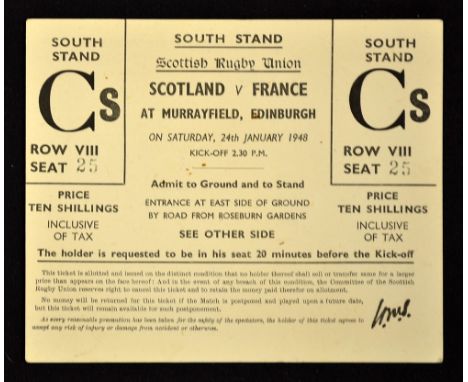 SOUTH STAND
Cs
ROW VIII
SEAT 25
PRICE
TEN SHILLINGS
INCLUSIVE
OF TAX
SOUTH STAND
Scottish Rugby Union
SCOTLAND v FRANCE
AT MURRAYFIELD, EDINBURGH
ON SATURDAY, 24th JANUARY 1948
KICK-OFF 2.30 P.M.
Admit to Ground and to Stand
ENTRANCE AT EAST SIDE OF GROUND
BY ROAD FROM ROSEBURN GARDENS
SEE OTHER SIDE
SOUTH
STAND
Cs
ROW VIII
SEAT 25
PRICE
TEN SHILLINGS
INCLUSIVE
OF TAX
The holder is requested to be in his seat 20 minutes before the Kick-off
This ticket is allotted and issued on the distinct condition that no holder thereof shall sell or transfer same for a larger
price than appears on the face hereof: And in the event of any breach of this condition, the Committee of the Scottish
Rugby Union reserves right to cancel this ticket and to retain the money paid therefor on allotment.
No money will be returned for this ticket if the Match is postponed and played upon a future date,
but this ticket will remain available for such postponement.
As every reasonable precaution has been taken for the safety of the spectators, the holder of this ticket agrees to
accept any risk of injury or damage from accident or otherwise.